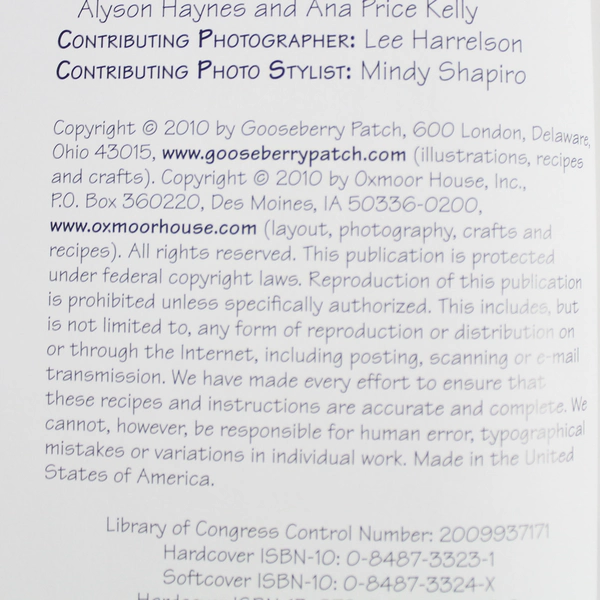 Alyson Haynes and Ana Price Kelly
Contributing Photographer: Lee Harrelson
Contributing Photo Stylist: Mindy Shapiro
Copyright © 2010 by Gooseberry Patch, 600 London, Delaware,
Ohio 43015, www.gooseberrypatch.com (illustrations, recipes
and crafts). Copyright © 2010 by Oxmoor House, Inc.,
P.O. Box 360220, Des Moines, IA 50336-0200,
www.oxmoorhouse.com (layout, photography, crafts and
recipes). All rights reserved. This publication is protected
under federal copyright laws. Reproduction of this publication
is prohibited unless specifically authorized. This includes, but
is not limited to, any form of reproduction or distribution on
or through the Internet, including posting, scanning or e-mail
transmission. We have made every effort to ensure that
these recipes and instructions are accurate and complete. We
cannot, however, be responsible for human error, typographical
mistakes or variations in individual work. Made in the United
States of America.
Library of Congress Control Number: 2009937171
Hardcover ISBN-10: 0-8487-3323-1
Softcover ISBN-10: 0-8487-3324-X